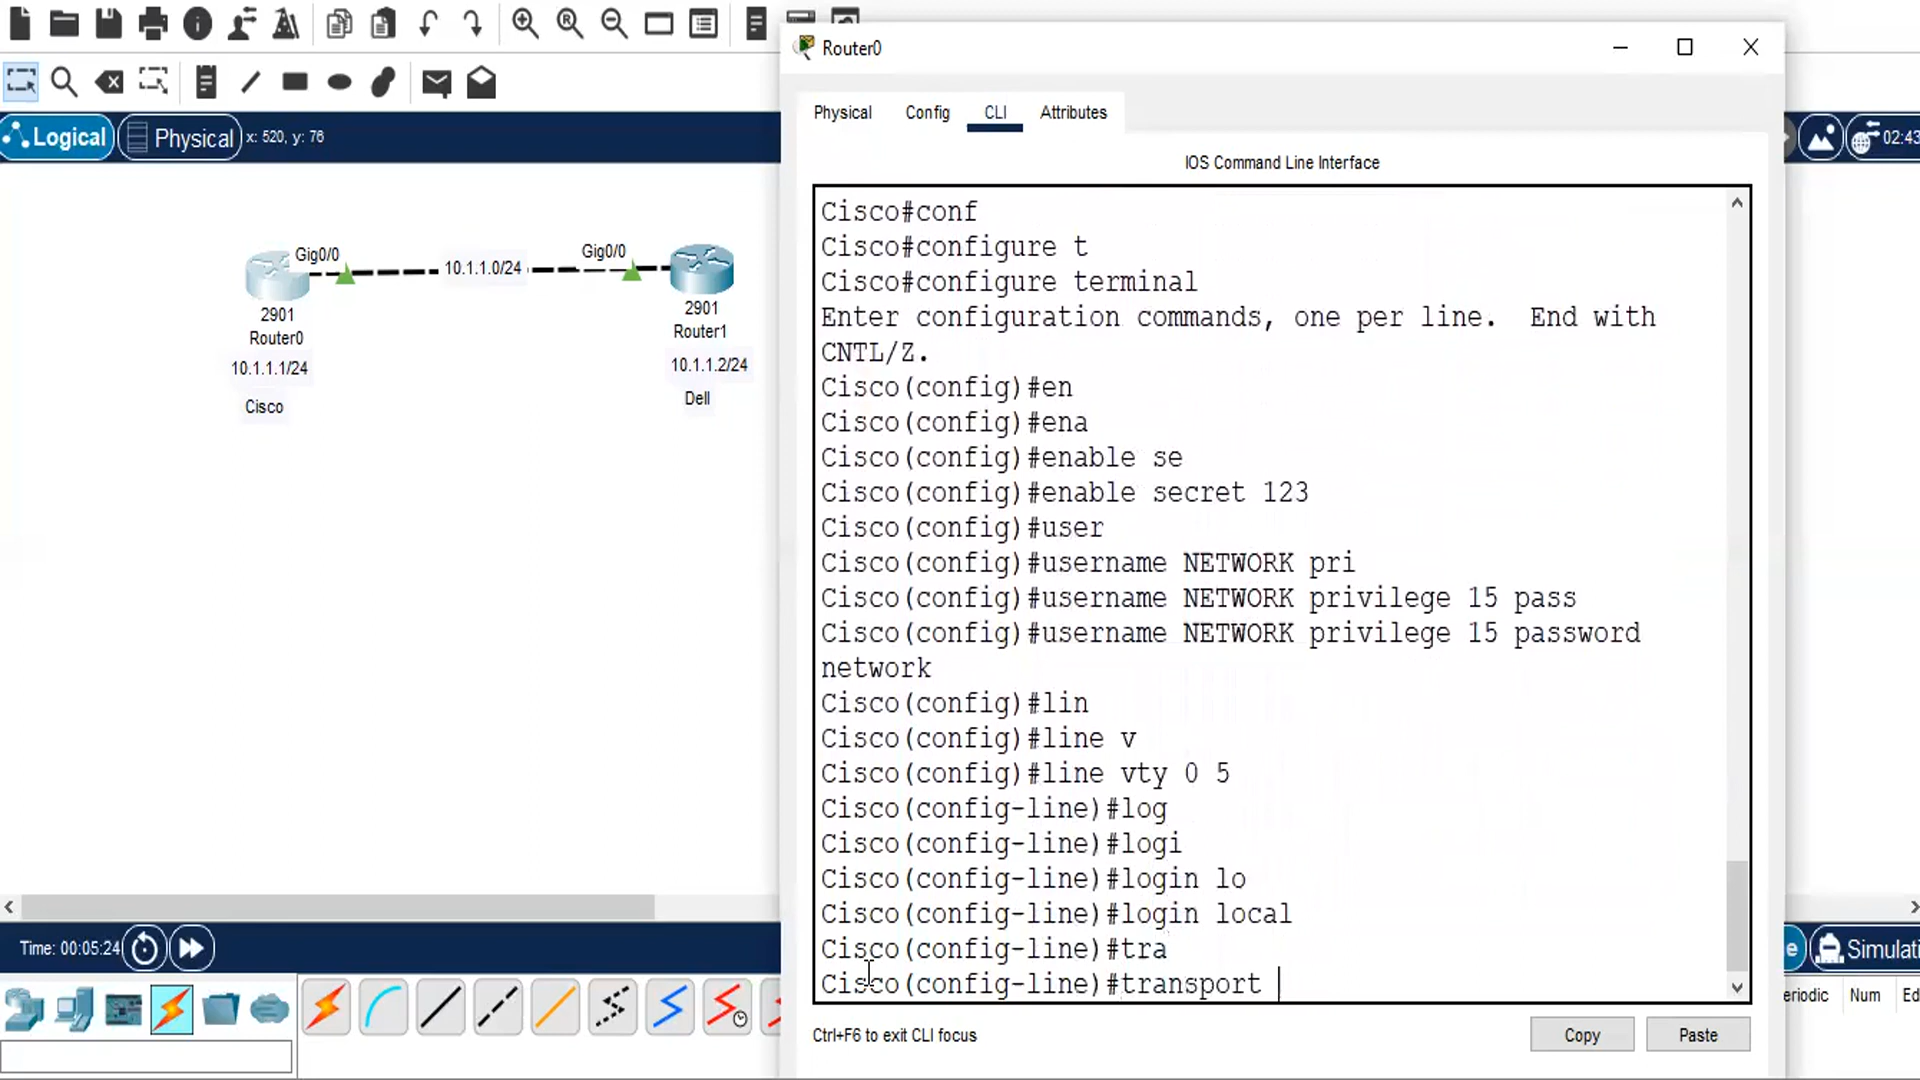 Router0
Physical
Config
CLI
Attributes
IOS Command Line Interface
Logical
Physical
x: 520, y: 76
02:43
Gig0/0
10.1.1.0/24
Gig0/0
2901
Router0
10.1.1.1/24
Cisco
2901
Router1
10.1.1.2/24
Dell
Cisco#conf
Cisco#configure t
Cisco#configure terminal
Enter configuration commands, one per line.  End with
CNTL/Z.
Cisco(config)#en
Cisco(config)#ena
Cisco(config)#enable se
Cisco(config)#enable secret 123
Cisco(config)#user
Cisco(config)#username NETWORK pri
Cisco(config)#username NETWORK privilege 15 pass
Cisco(config)#username NETWORK privilege 15 password
network
Cisco(config)#lin
Cisco(config)#line v
Cisco(config)#line vty 0 5
Cisco(config-line)#log
Cisco(config-line)#logi
Cisco(config-line)#login lo
Cisco(config-line)#login local
Cisco(config-line)#tra
Cisco(config-line)#transport
Ctrl+F6 to exit CLI focus
Copy
Paste
Time: 00:05:24
e
Simulati
eriodic
Num
Ed